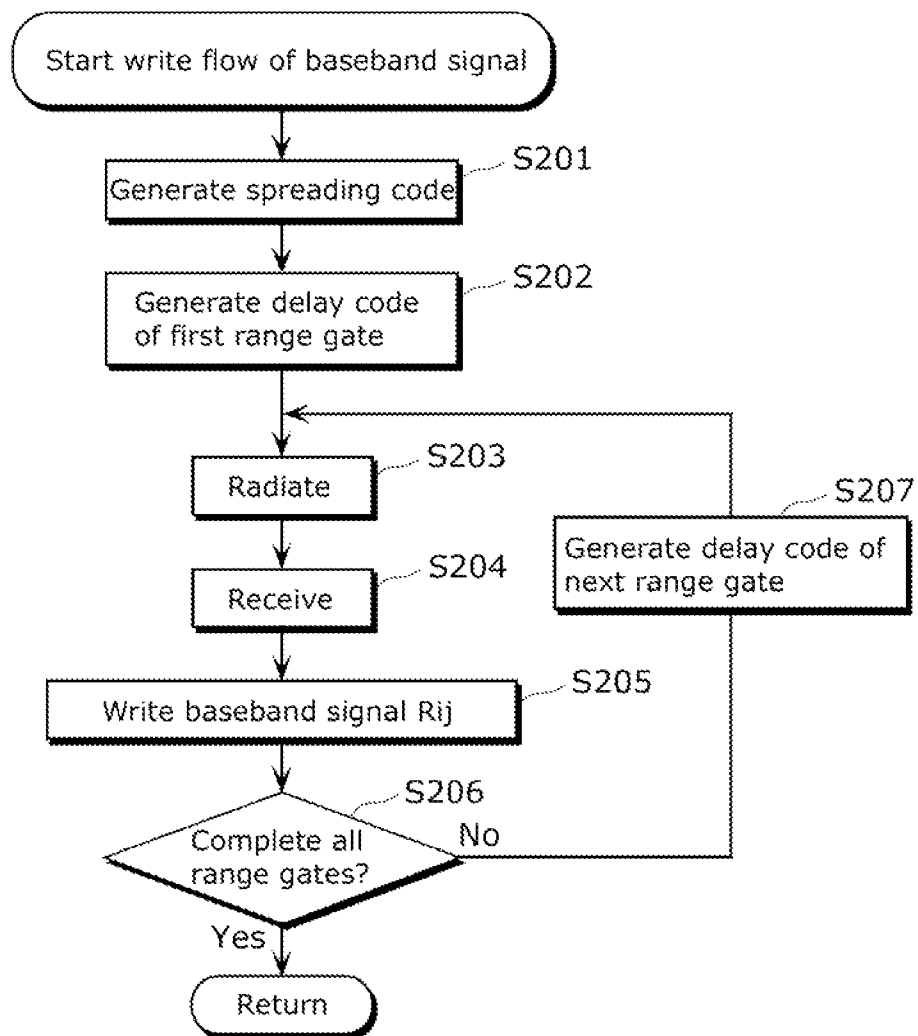 Start write flow of baseband signal
S201
Generate spreading code
S202
Generate delay code
of first range gate
S203
Radiate
S207
Generate delay code of
next range gate
S204
Receive
S205
Write baseband signal Rij
S206
Complete all
range gates?
No
Yes
Return